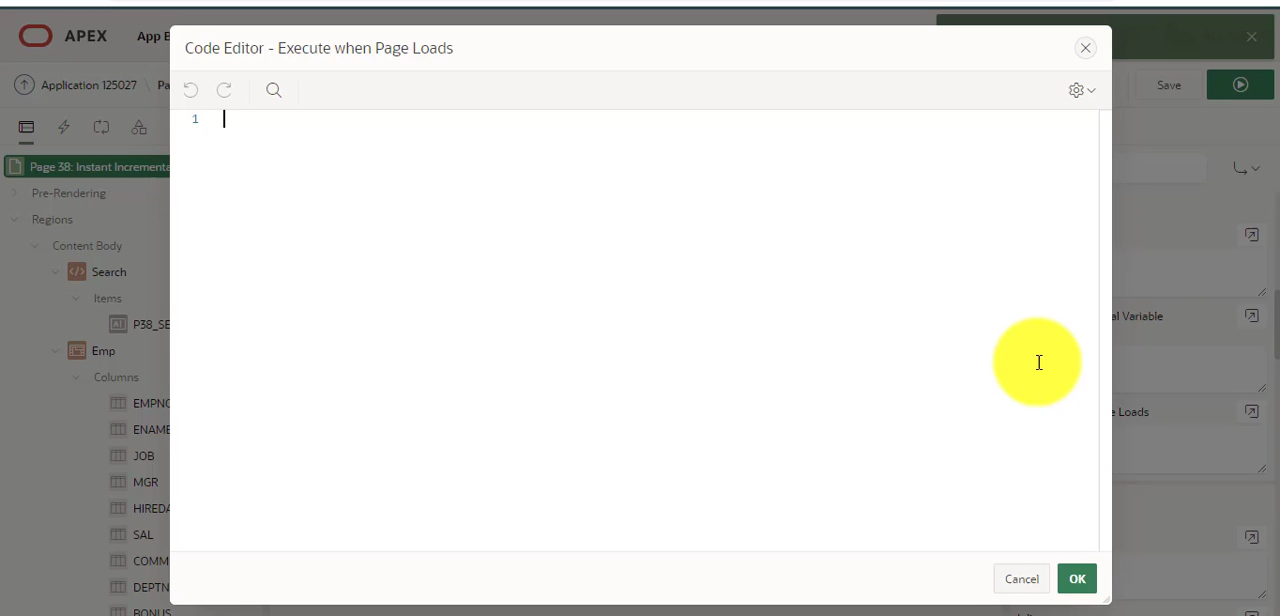 APEX App B
Code Editor - Execute when Page Loads
Application 125027 \ Pa
Save
1
Page 38: Instant Incrementa
Pre-Rendering
Regions
Content Body
Search
Items
P38_SE
al Variable
Emp
Columns
EMPNO
e Loads
ENAME
JOB
MGR
HIREDA
SAL
COMM
DEPTN
Cancel OK
BONUS